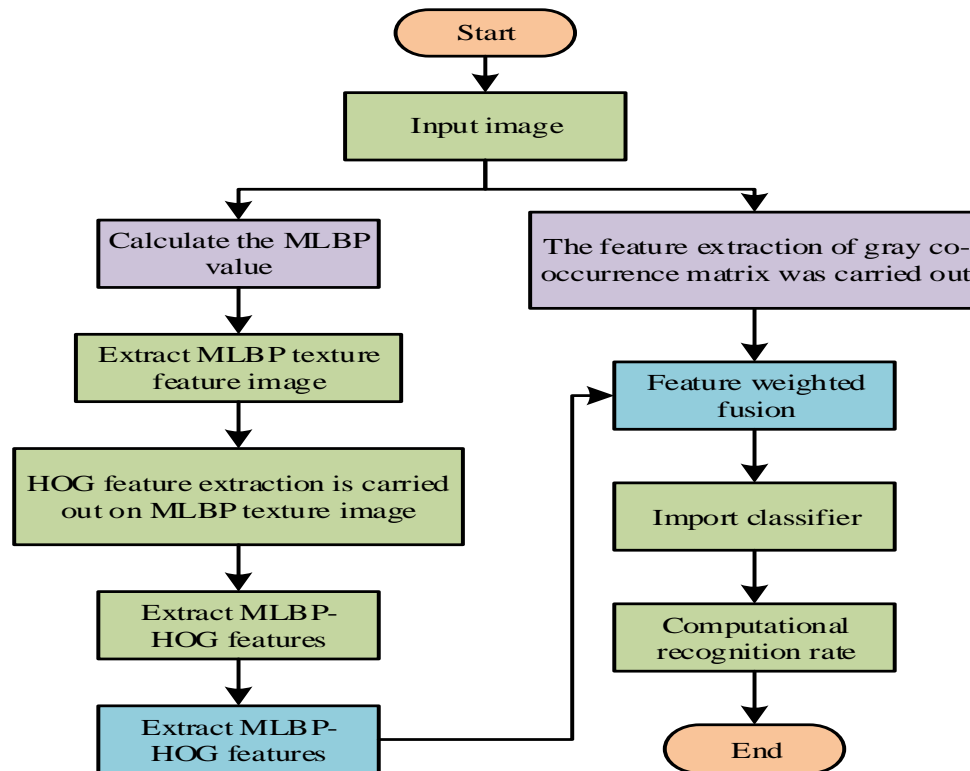 Start
Input image
Calculate the MLBP
value
Extract MLBP texture
feature image
HOG feature extraction is carried
out on MLBP texture image
Extract MLBP-
HOG features
Extract MLBP-
HOG features
The feature extraction of gray co-
occurrence matrix was carried out
Feature weighted
fusion
Import classifier
Computational
recognition rate
End